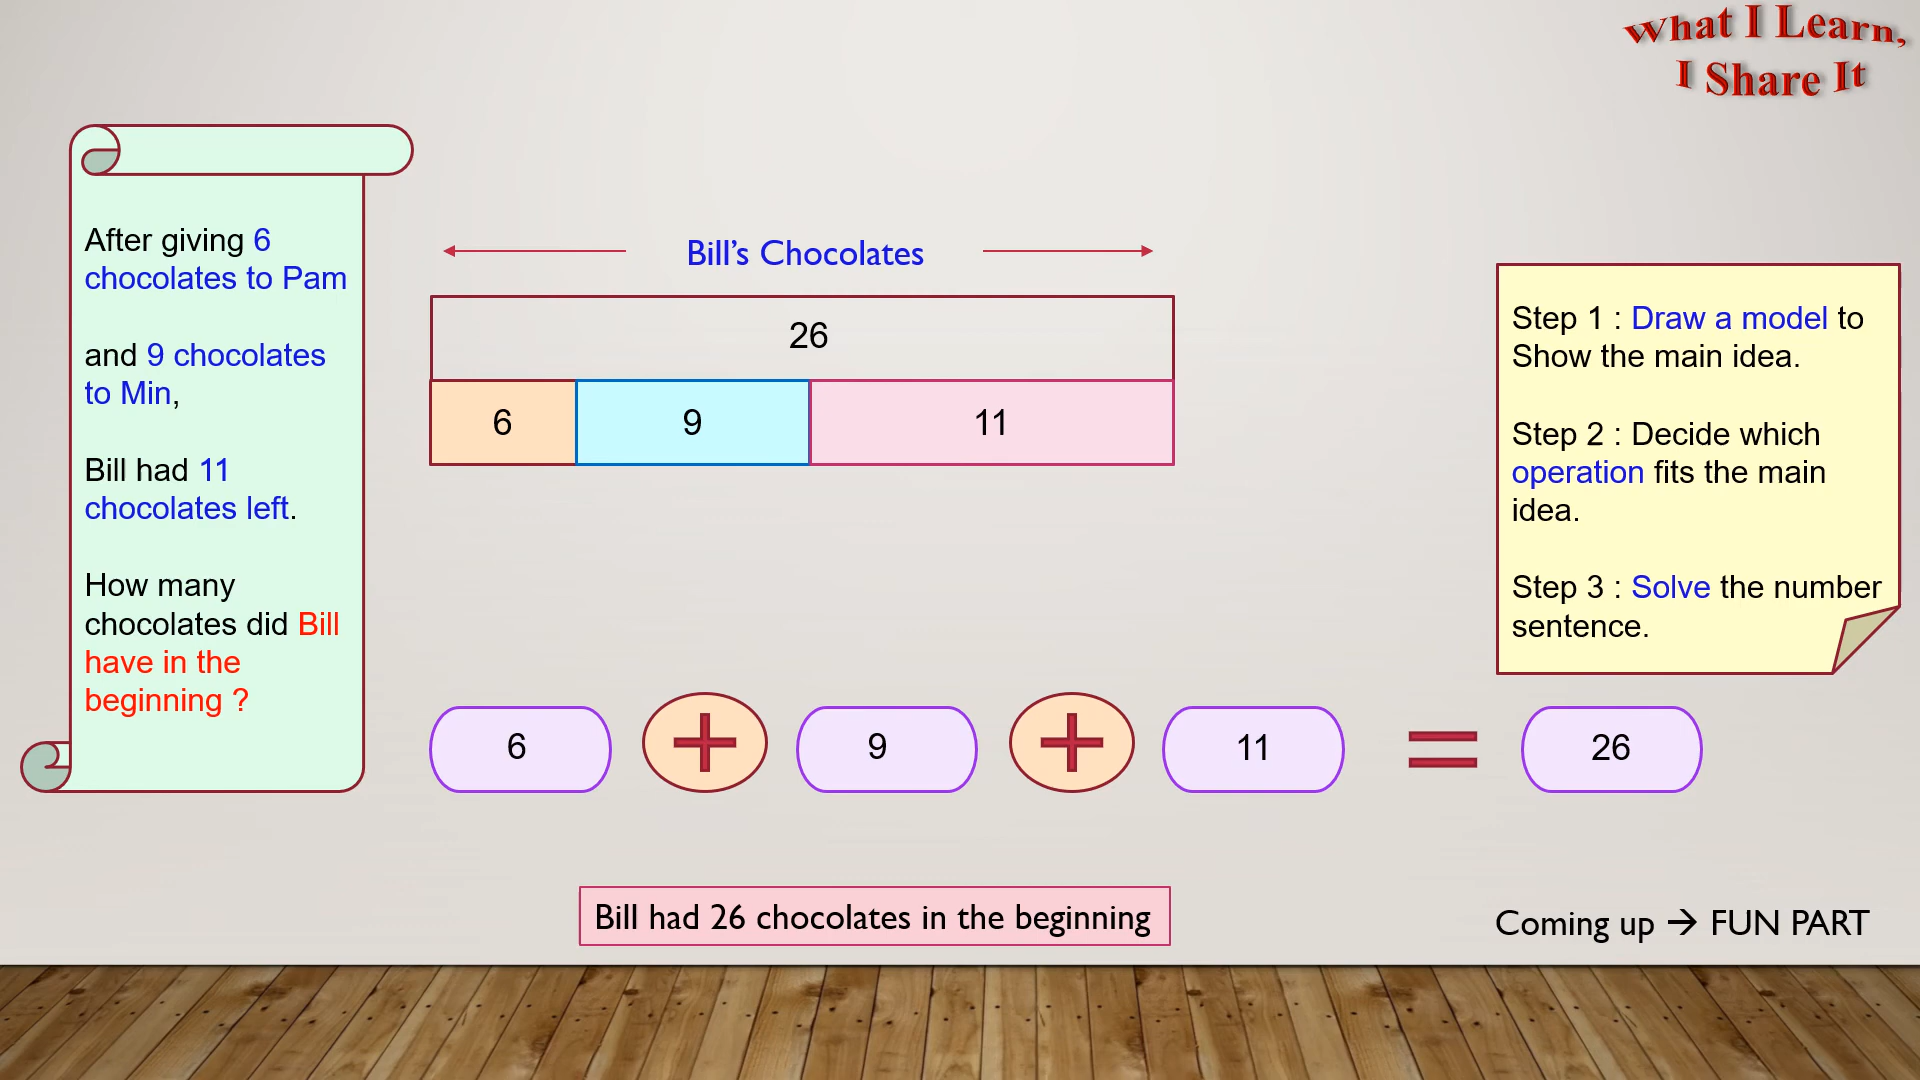 What I Learn,
I Share It
After giving 6
chocolates to Pam
and 9 chocolates
to Min,
Bill had 11
chocolates left.
How many
chocolates did Bill
have in the
beginning ?
Bill’s Chocolates
26
6 9 11
Step 1 : Draw a model to
Show the main idea.
Step 2 : Decide which
operation fits the main
idea.
Step 3 : Solve the number
sentence.
6 + 9 + 11 = 26
Bill had 26 chocolates in the beginning
Coming up → FUN PART